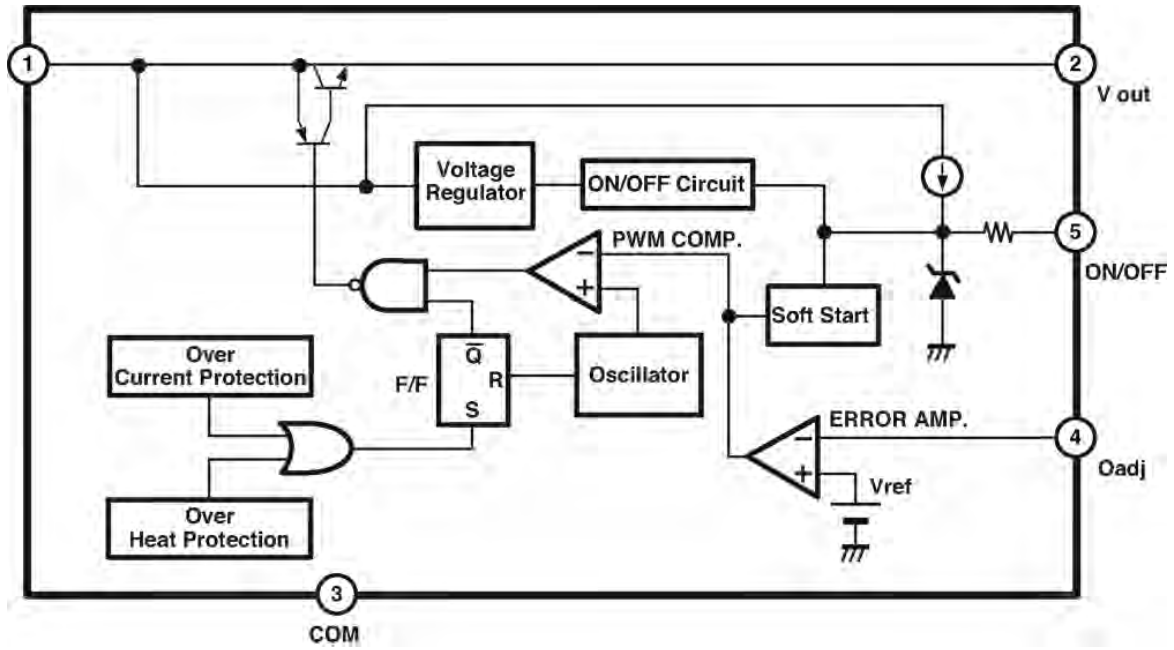 1
2
V out
Voltage
Regulator
ON/OFF Circuit
5
ON/OFF
PWM COMP.
−
+
Soft Start
Over
Current Protection
F/F
Q̅
R
S
Oscillator
ERROR AMP.
−
+
4
Oadj
Vref
Over
Heat Protection
3
COM